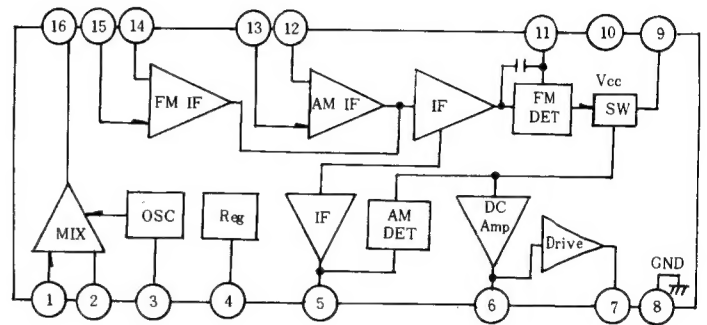 16 15 14 13 12 11 10 9
Vcc
FM IF
AM IF
IF
FM
DET
SW
MIX
OSC
Reg
IF
AM
DET
DC
Amp
Drive
GND
1 2 3 4 5 6 7 8